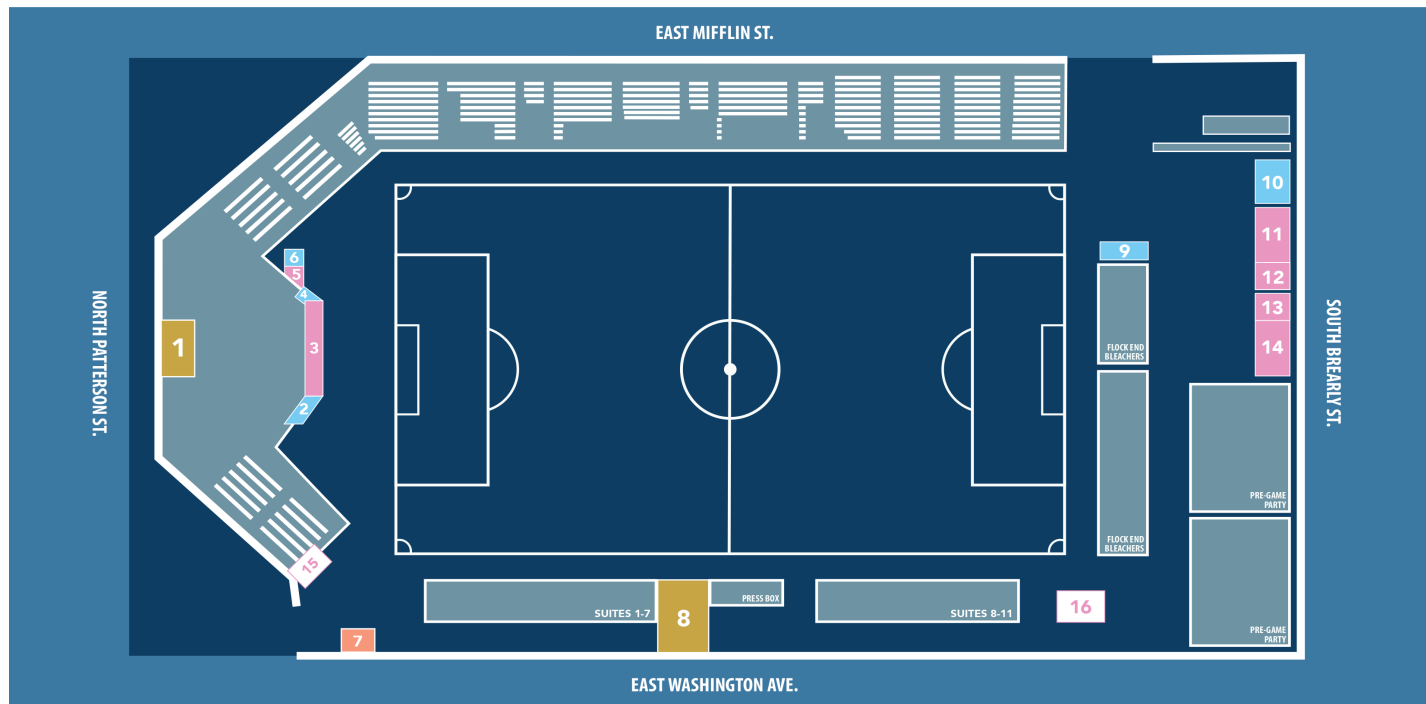 EAST MIFFLIN ST.
NORTH PATTERSON ST.
SOUTH BREARLY ST.
10
11
6
9
5
12
4
13
1
3
FLOCK END
BLEACHERS
14
2
PRE-GAME
PARTY
FLOCK END
BLEACHERS
15
PRESS BOX
SUITES 1-7
8
SUITES 8-11
16
7
PRE-GAME
PARTY
EAST WASHINGTON AVE.